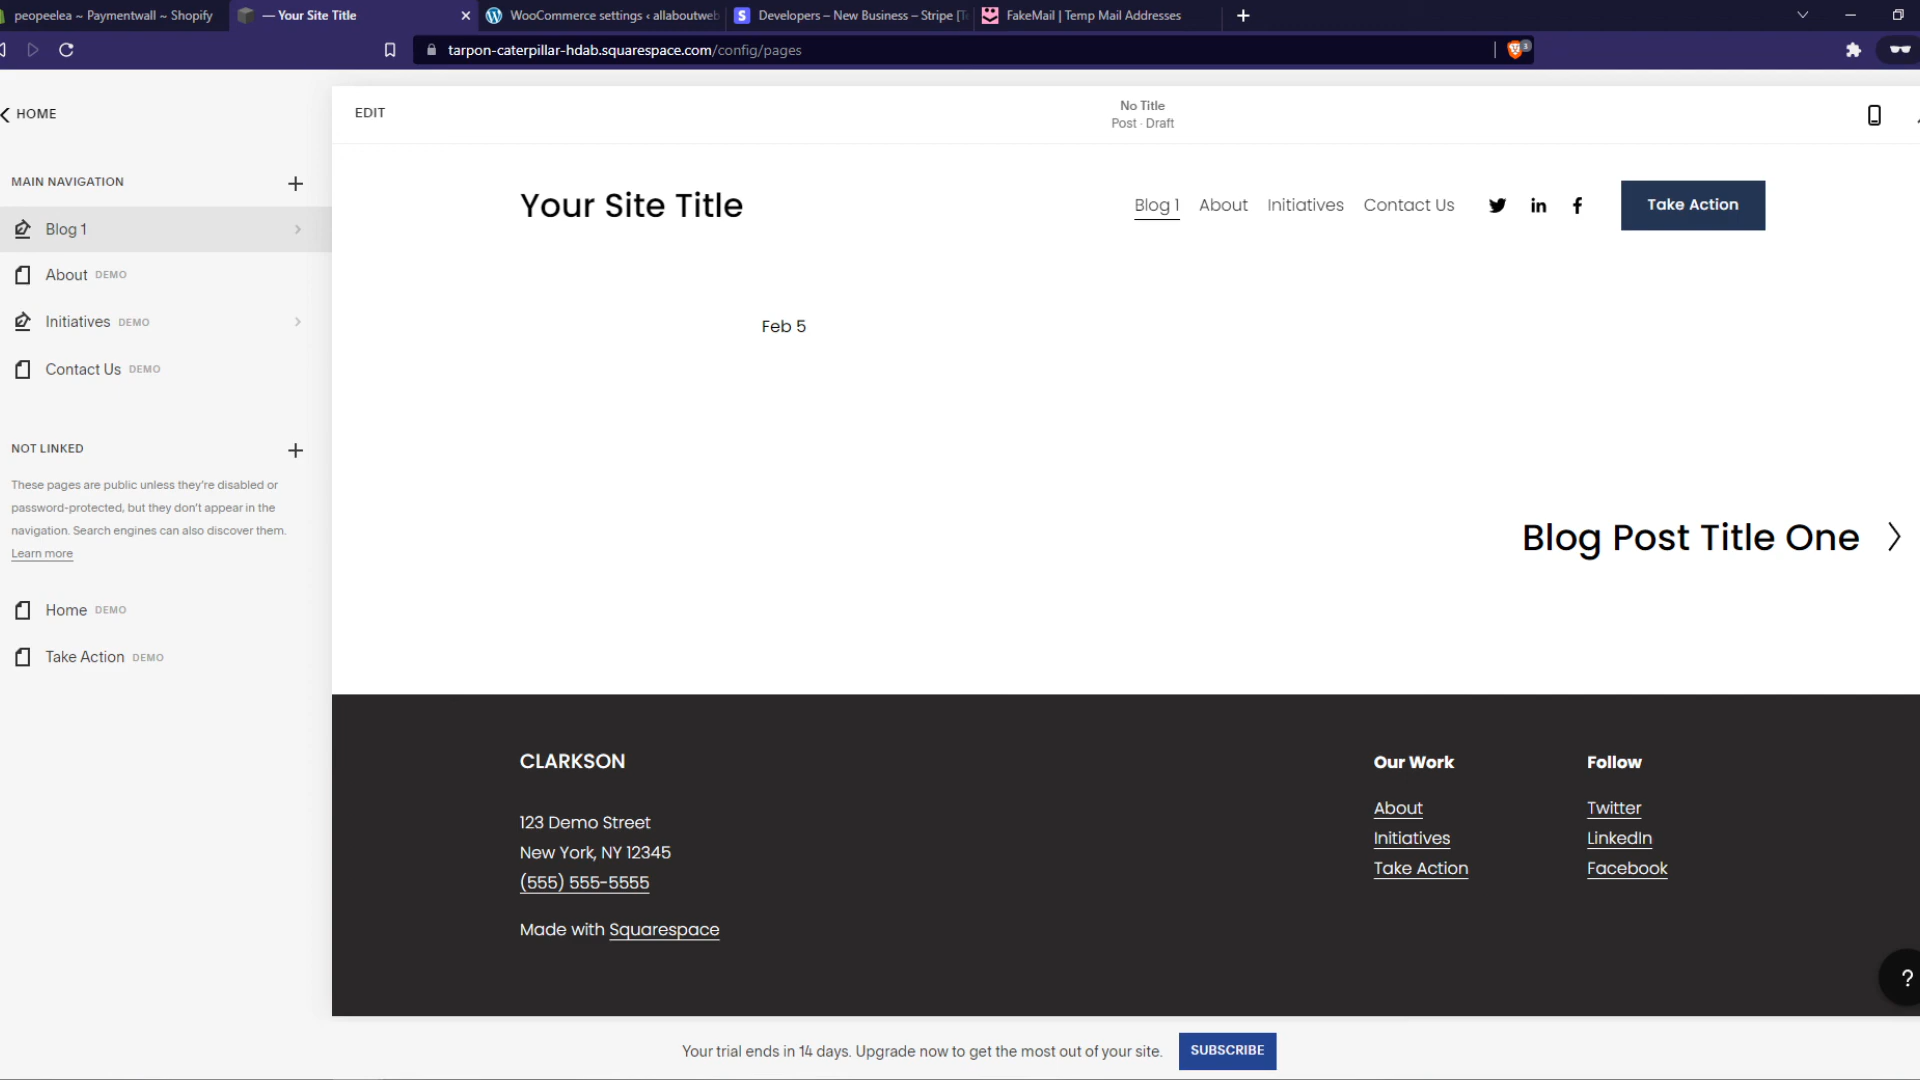 peopeelea ~ Paymentwall ~ Shopify
— Your Site Title
WooCommerce settings ‹ allaboutweb
Developers – New Business – Stripe [T
FakeMail | Temp Mail Addresses
tarpon-caterpillar-hdab.squarespace.com/config/pages
3
HOME
EDIT
No Title
Post · Draft
MAIN NAVIGATION
Blog 1
About DEMO
Initiatives DEMO
Contact Us DEMO
NOT LINKED
These pages are public unless they're disabled or
password-protected, but they don't appear in the
navigation. Search engines can also discover them.
Learn more
Home DEMO
Take Action DEMO
Your Site Title
Blog 1 About Initiatives Contact Us
Take Action
Feb 5
Blog Post Title One
CLARKSON
123 Demo Street
New York, NY 12345
(555) 555-5555
Made with Squarespace
Our Work
About
Initiatives
Take Action
Follow
Twitter
LinkedIn
Facebook
?
Your trial ends in 14 days. Upgrade now to get the most out of your site.
SUBSCRIBE